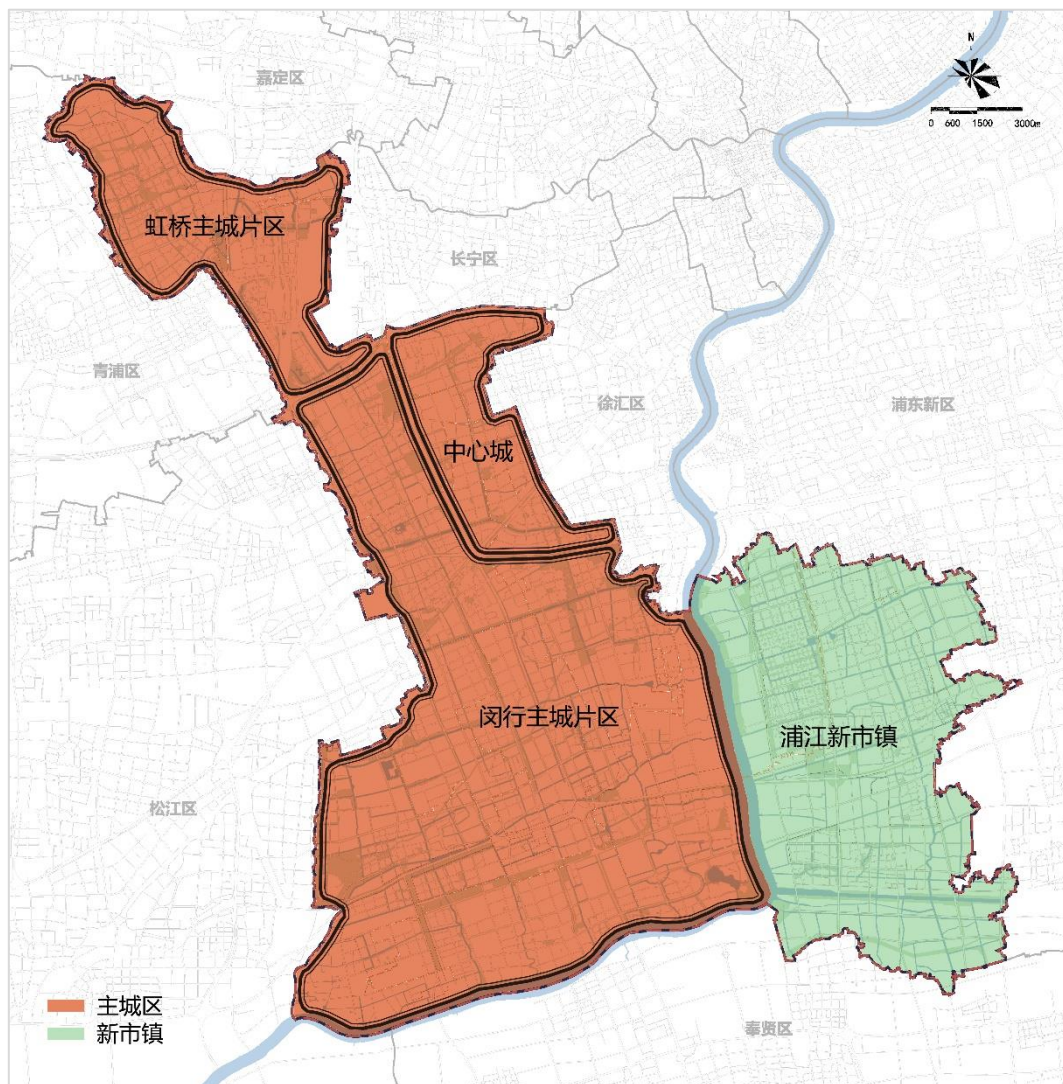 N
0 600 1500 3000m
嘉定区
虹桥主城片区
长宁区
青浦区
徐汇区
浦东新区
中心城
闵行主城片区
浦江新市镇
松江区
主城区
新市镇
奉贤区